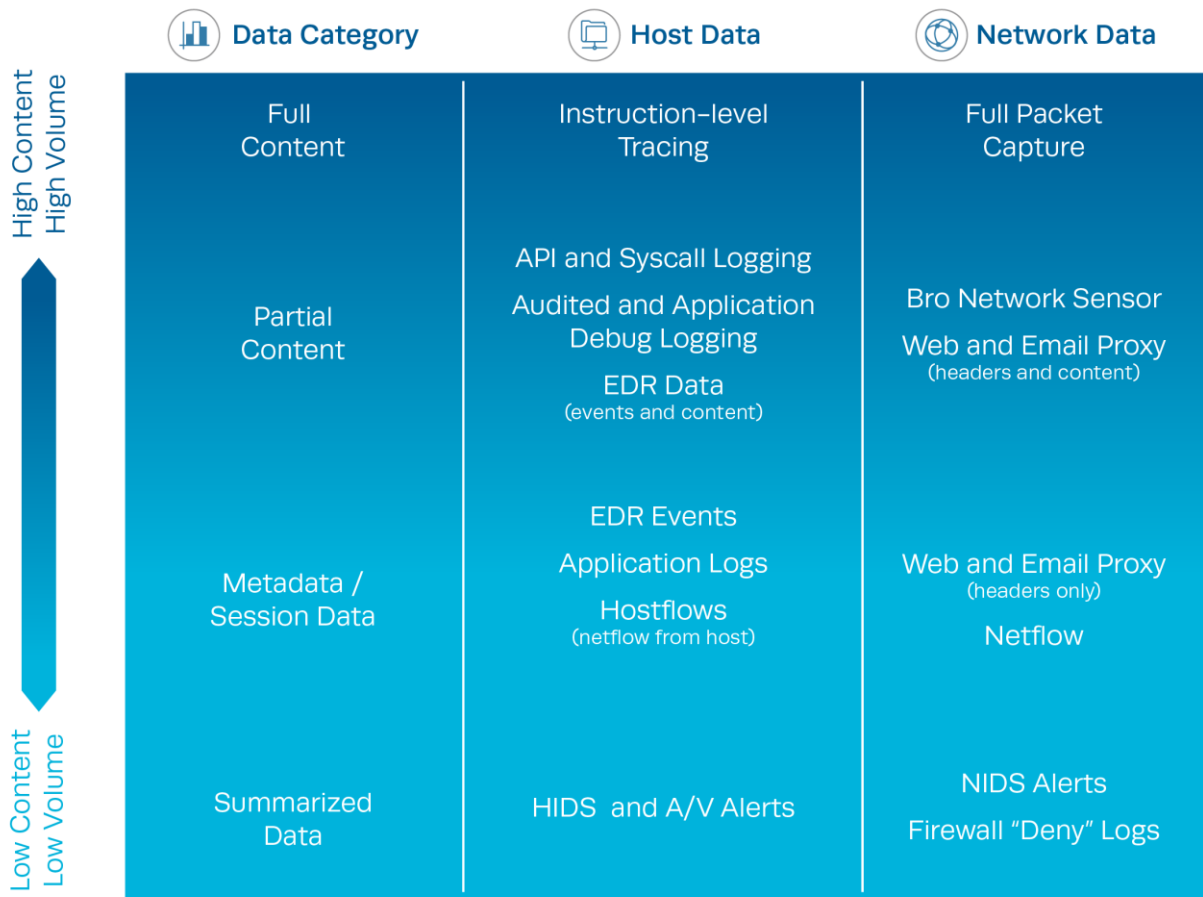 Data Category
Host Data
Network Data
High Content
High Volume
Full
Content
Instruction-level
Tracing
Full Packet
Capture
Partial
Content
API and Syscall Logging
Audited and Application
Debug Logging
EDR Data
(events and content)
Bro Network Sensor
Web and Email Proxy
(headers and content)
Metadata /
Session Data
EDR Events
Application Logs
Hostflows
(netflow from host)
Web and Email Proxy
(headers only)
Netflow
Low Content
Low Volume
Summarized
Data
HIDS and A/V Alerts
NIDS Alerts
Firewall “Deny” Logs